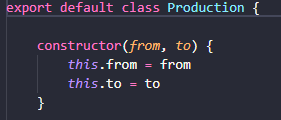 export default class Production {
constructor(from, to) {
this.from = from
this.to = to
}